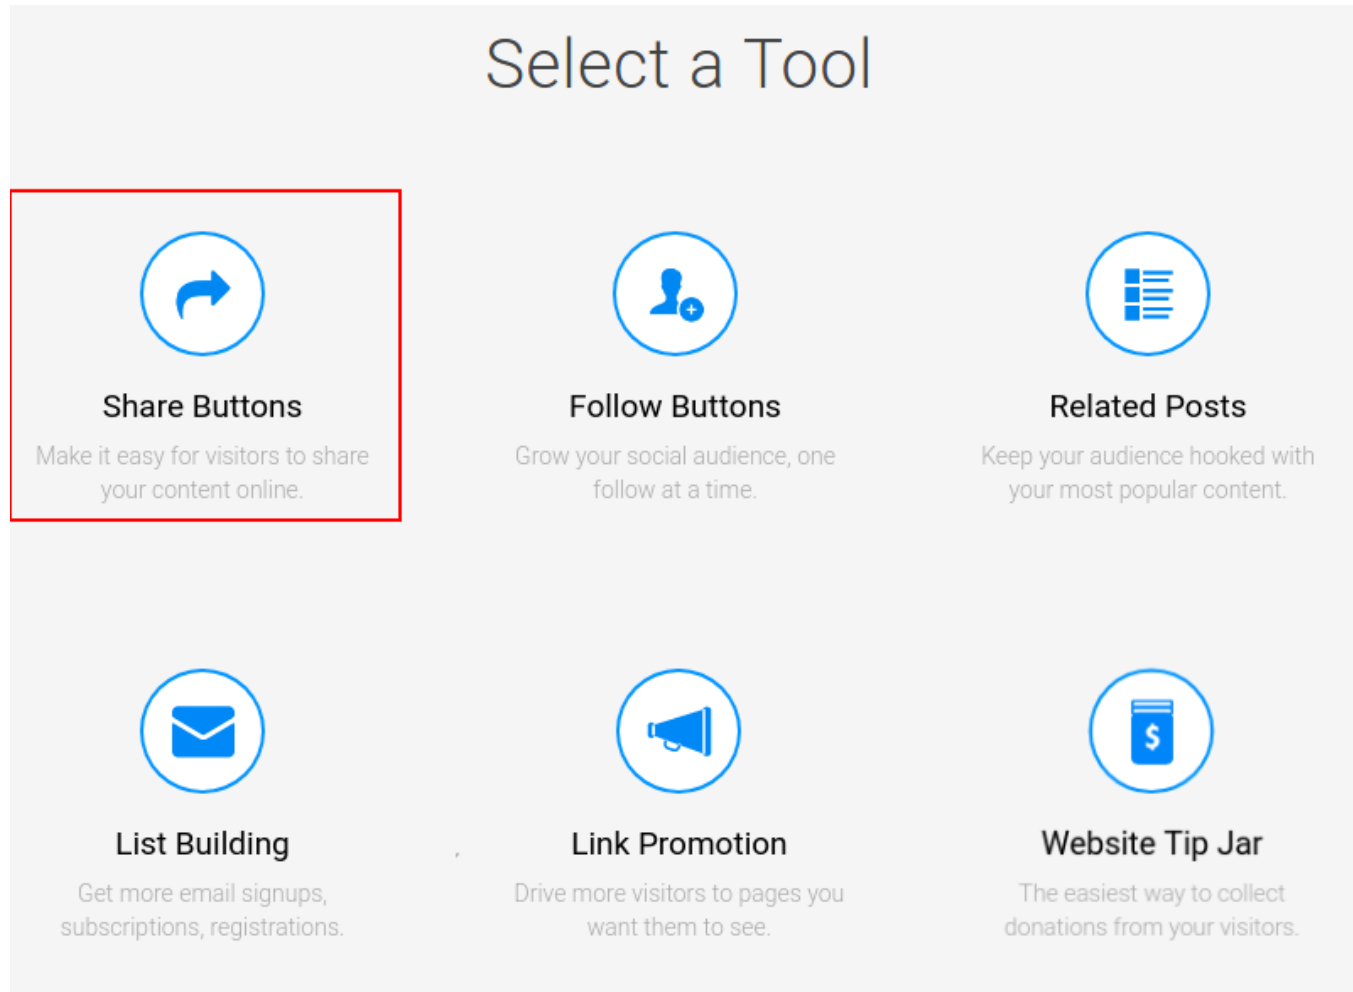 Select a Tool
Share Buttons
Make it easy for visitors to share
your content online.
Follow Buttons
Grow your social audience, one
follow at a time.
Related Posts
Keep your audience hooked with
your most popular content.
List Building
Get more email signups,
subscriptions, registrations.
Link Promotion
Drive more visitors to pages you
want them to see.
Website Tip Jar
$
The easiest way to collect
donations from your visitors.